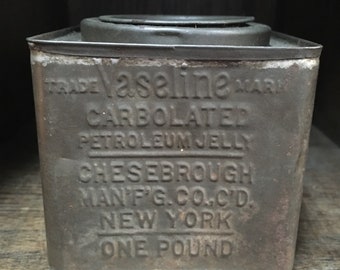 TRADE Vaseline MARK
CARBOLATED
PETROLEUM JELLY
CHESEBROUGH
MAN'F'G.CO.,C'D.
NEW YORK
ONE POUND